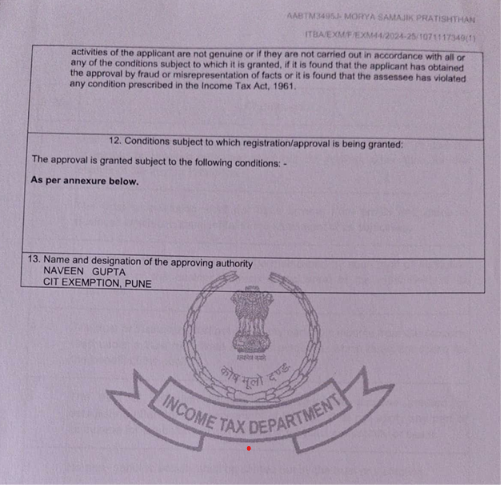 AABTM3495J- MORYA SAMAJIK PRATISHTHAN
ITBA/EXM/F/EXM44/2024-25/1071117349(1)
activities of the applicant are not genuine or if they are not carried out in accordance with all or
any of the conditions subject to which it is granted, if it is found that the applicant has obtained
the approval by fraud or misrepresentation of facts or it is found that the assessee has violated
any condition prescribed in the Income Tax Act, 1961.
12. Conditions subject to which registration/approval is being granted:
The approval is granted subject to the following conditions: -
As per annexure below.
13. Name and designation of the approving authority
NAVEEN GUPTA
CIT EXEMPTION, PUNE
सत्यमेव जयते
कोष मूलो दण्डः
INCOME TAX DEPARTMENT